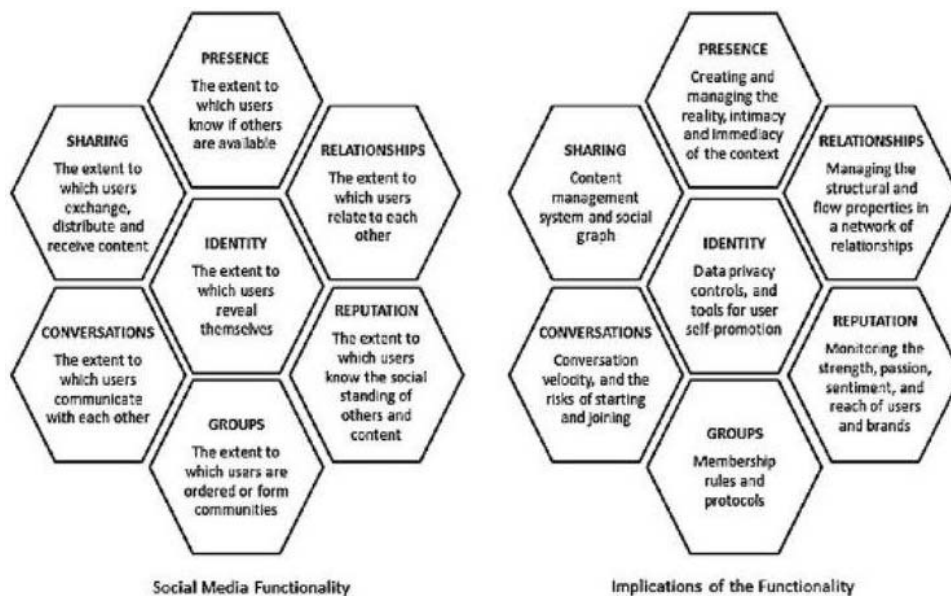 PRESENCE
The extent to
which users
know if others
are available
SHARING
The extent to
which users
exchange,
distribute and
receive content
RELATIONSHIPS
The extent to
which users
relate to each
other
IDENTITY
The extent to
which users
reveal
themselves
CONVERSATIONS
The extent to
which users
communicate
with each other
REPUTATION
The extent to
which users
know the social
standing of
others and
content
GROUPS
The extent to
which users are
ordered or form
communities
Social Media Functionality
PRESENCE
Creating and
managing the
reality, intimacy
and immediacy
of the context
SHARING
Content
management
system and social
graph
RELATIONSHIPS
Managing the
structural and
flow properties in
a network of
relationships
IDENTITY
Data privacy
controls, and
tools for user
self-promotion
CONVERSATIONS
Conversation
velocity, and the
risks of starting
and joining
REPUTATION
Monitoring the
strength, passion,
sentiment, and
reach of users
and brands
GROUPS
Membership
rules and
protocols
Implications of the Functionality